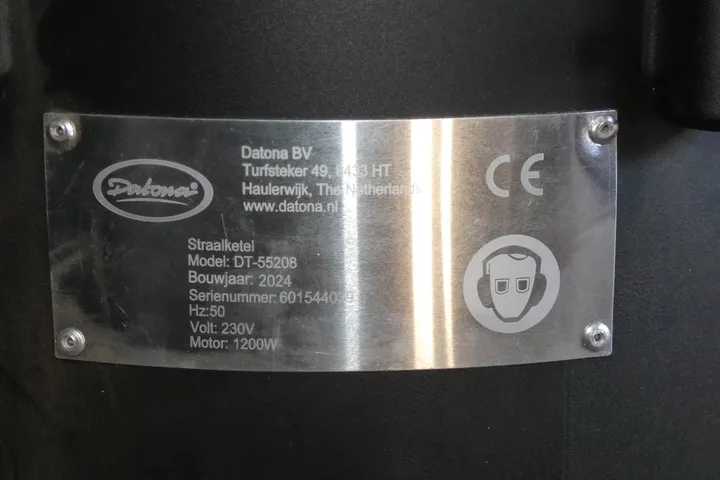 Datona®
Datona BV
Turfsteker 49, 8433 HT
Haulerwijk, The Netherlands
www.datona.nl
CE
Straalketel
Model: DT-55208
Bouwjaar: 2024
Serienummer:
Hz:50
Volt: 230V
Motor: 1200W